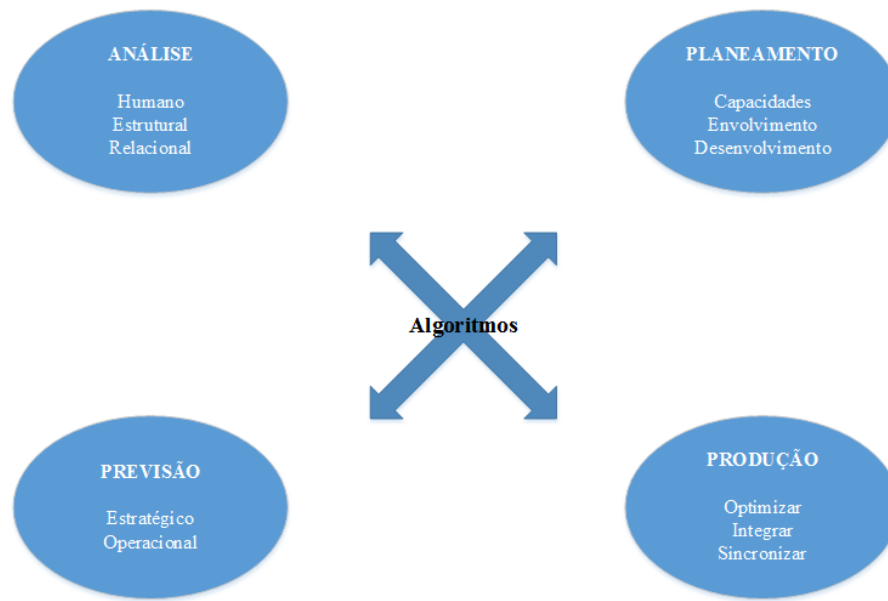 ANÁLISE
Humano
Estrutural
Relacional
PLANEAMENTO
Capacidades
Envolvimento
Desenvolvimento
Algoritmos
PREVISÃO
Estratégico
Operacional
PRODUÇÃO
Optimizar
Integrar
Sincronizar